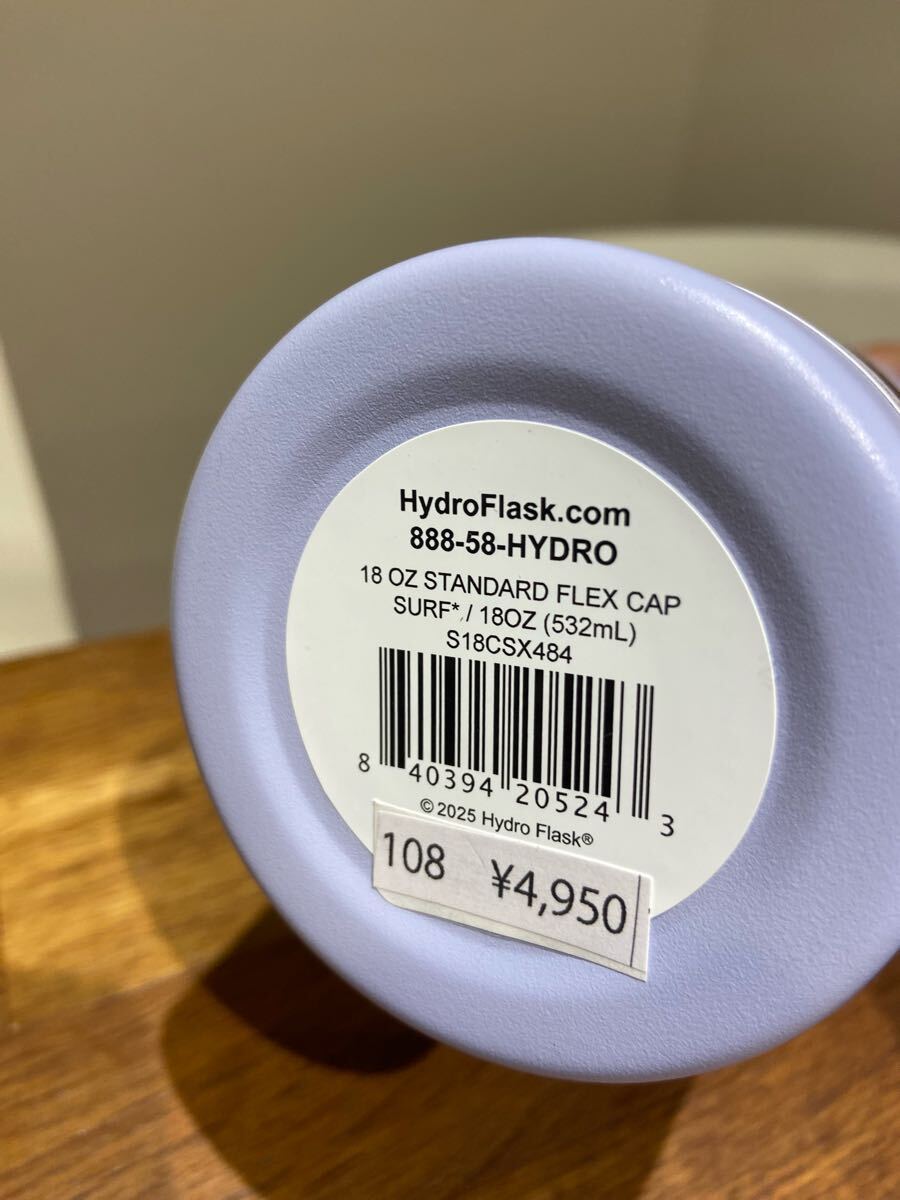 HydroFlask.com
888-58-HYDRO
18 OZ STANDARD FLEX CAP
SURF* / 18OZ (532mL)
S18CSX484
8 40394 20524 3
© 2025 Hydro Flask®
108 ¥4,950